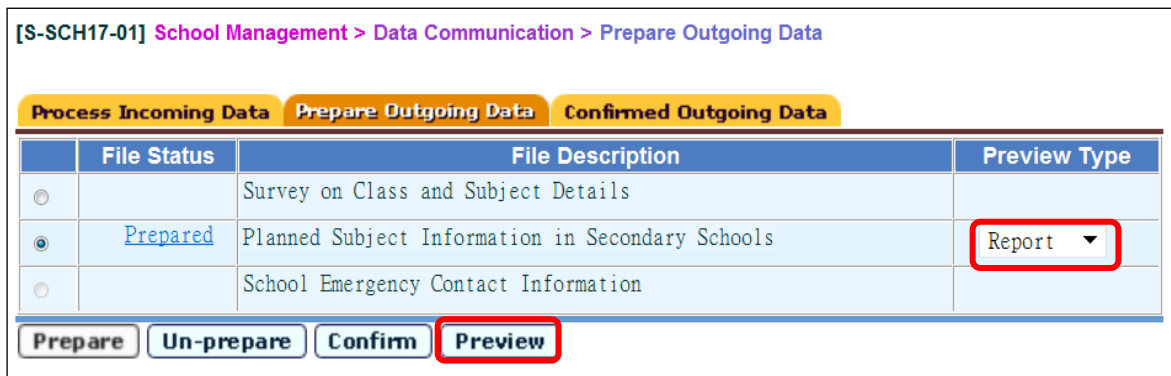 [S-SCH17-01] School Management > Data Communication > Prepare Outgoing Data
Process Incoming Data Prepare Outgoing Data Confirmed Outgoing Data
File Status File Description Preview Type
Survey on Class and Subject Details
Prepared Planned Subject Information in Secondary Schools Report
School Emergency Contact Information
Prepare Un-prepare Confirm Preview